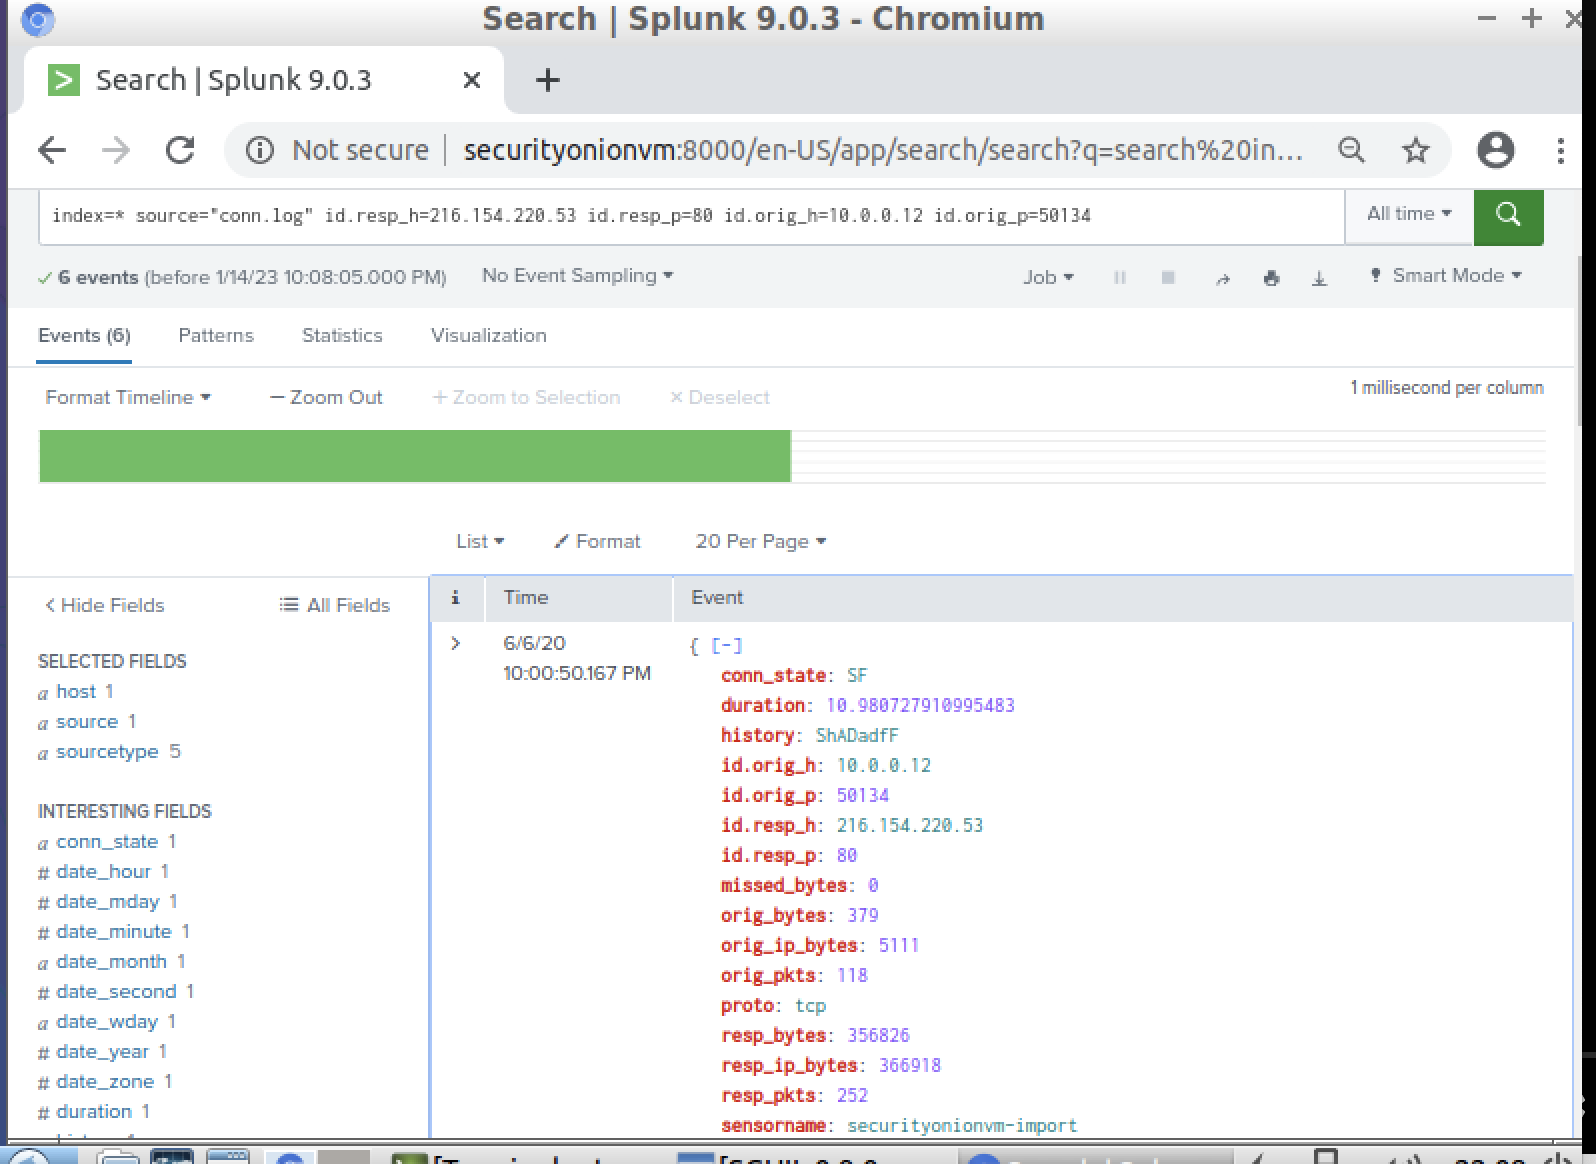 Search | Splunk 9.0.3 - Chromium
Search | Splunk 9.0.3
Not secure
securityonionvm:8000/en-US/app/search/search?q=search%20in...
index=* source="conn.log" id.resp_h=216.154.220.53 id.resp_p=80 id.orig_h=10.0.0.12 id.orig_p=50134
All time
6 events (before 1/14/23 10:08:05.000 PM)
No Event Sampling
Job
Smart Mode
Events (6)
Patterns
Statistics
Visualization
Format Timeline
— Zoom Out
+ Zoom to Selection
× Deselect
1 millisecond per column
List
Format
20 Per Page
< Hide Fields
All Fields
i
Time
Event
SELECTED FIELDS
a host 1
a source 1
a sourcetype 5
INTERESTING FIELDS
a conn_state 1
# date_hour 1
# date_mday 1
# date_minute 1
a date_month 1
# date_second 1
a date_wday 1
# date_year 1
# date_zone 1
# duration 1
>
6/6/20
10:00:50.167 PM
{ [-]
conn_state: SF
duration: 10.980727910995483
history: ShADadfF
id.orig_h: 10.0.0.12
id.orig_p: 50134
id.resp_h: 216.154.220.53
id.resp_p: 80
missed_bytes: 0
orig_bytes: 379
orig_ip_bytes: 5111
orig_pkts: 118
proto: tcp
resp_bytes: 356826
resp_ip_bytes: 366918
resp_pkts: 252
sensorname: securityonionvm-import